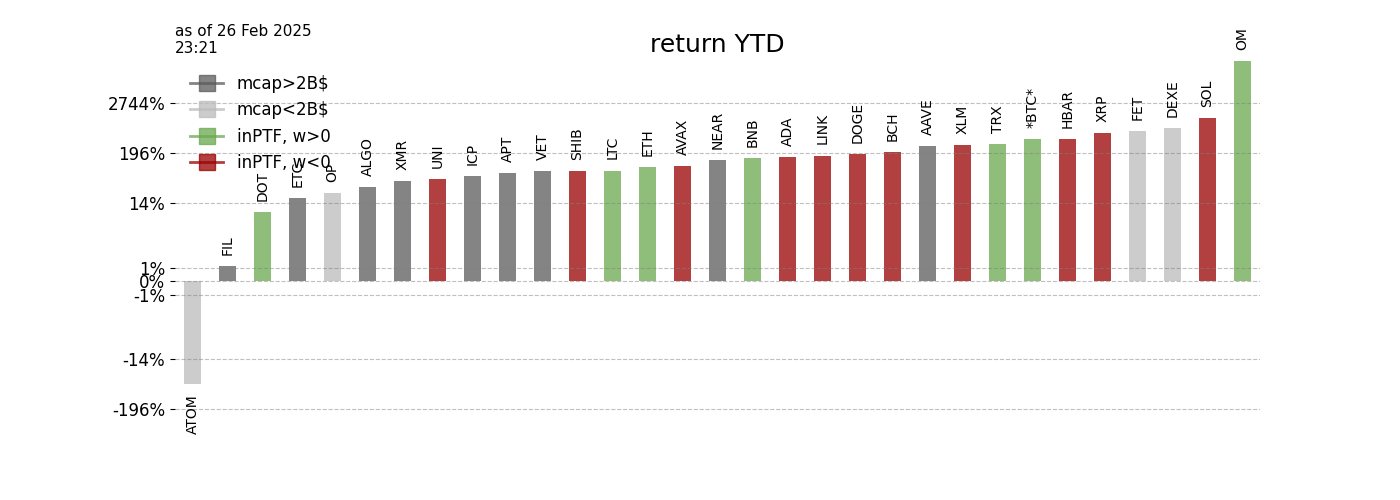 as of 26 Feb 2025
23:21
return YTD
mcap>2B$
mcap<2B$
inPTF, w>0
inPTF, w<0
2744%
196%
14%
1%
0%
-1%
-14%
-196%
ATOM
FIL
DOT
ETC
OP
ALGO
XMR
UNI
ICP
APT
VET
SHIB
LTC
ETH
AVAX
NEAR
BNB
ADA
LINK
DOGE
BCH
AAVE
XLM
TRX
*BTC*
HBAR
XRP
FET
DEXE
SOL
OM